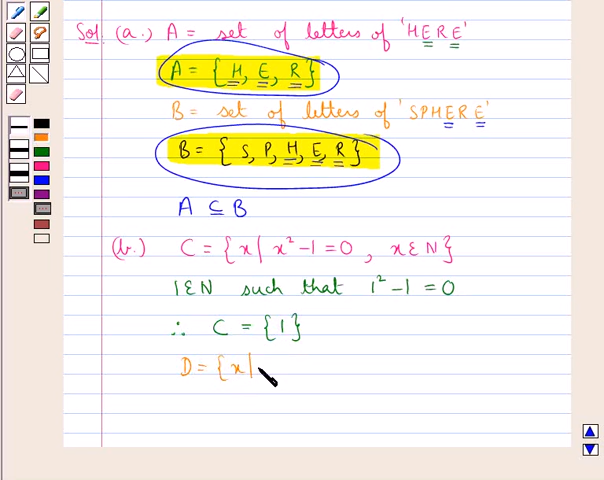 Sol. (a.) A = set of letters of 'HERE'
A = { H, E, R }
B = set of letters of 'SPHERE'
B = { S, P, H, E, R }
A ⊆ B
(b.) C = { x | x² - 1 = 0 , x ε N }
1 ε N such that 1² - 1 = 0
∴ C = { 1 }
D = { x |